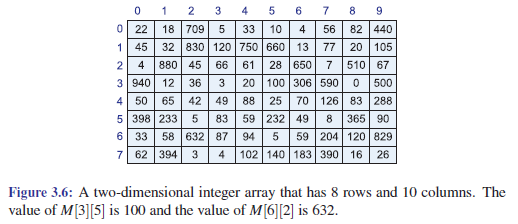 0 1 2 3 4 5 6 7 8 9
0 22 18 709 5 33 10 4 56 82 440
1 45 32 830 120 750 660 13 77 20 105
2 4 880 45 66 61 28 650 7 510 67
3 940 12 36 3 20 100 306 590 0 500
4 50 65 42 49 88 25 70 126 83 288
5 398 233 5 83 59 232 49 8 365 90
6 33 58 632 87 94 5 59 204 120 829
7 62 394 3 4 102 140 183 390 16 26
Figure 3.6: A two-dimensional integer array that has 8 rows and 10 columns. The
value of M[3][5] is 100 and the value of M[6][2] is 632.